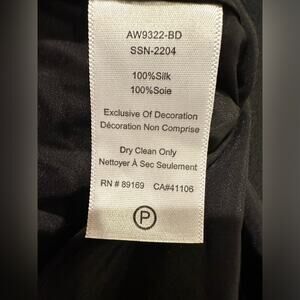 AW9322-BD
SSN-2204
100%Silk
100%Soie
Exclusive Of Decoration
Décoration Non Comprise
Dry Clean Only
Nettoyer À Sec Seulement
RN # 89169 CA#41106
P